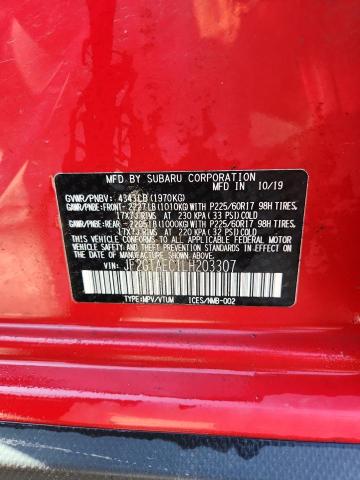 MFD. BY SUBARU CORPORATION 10/19
GVWR/PNBV: 4343LB (1970KG)
GAWR/PNBE: FRONT- 2227LB (1010KG) WITH P225/60R17 98H TIRES,
17X7J RIMS AT 230 KPA (33 PSI) COLD
GAWR/PNBE: REAR - 2205LB (1000KG) WITH P225/60R17 98H TIRES,
17X7J RIMS AT 220 KPA (32 PSI) COLD
THIS VEHICLE CONFORMS TO ALL APPLICABLE FEDERAL MOTOR
VEHICLE SAFETY, BUMPER, AND THEFT PREVENTION STANDARDS
IN EFFECT ON THE DATE OF MANUFACTURE SHOWN ABOVE.
JF2GTAEC1LH203307
TYPE:MPV/VTUM ICES/NMB-002